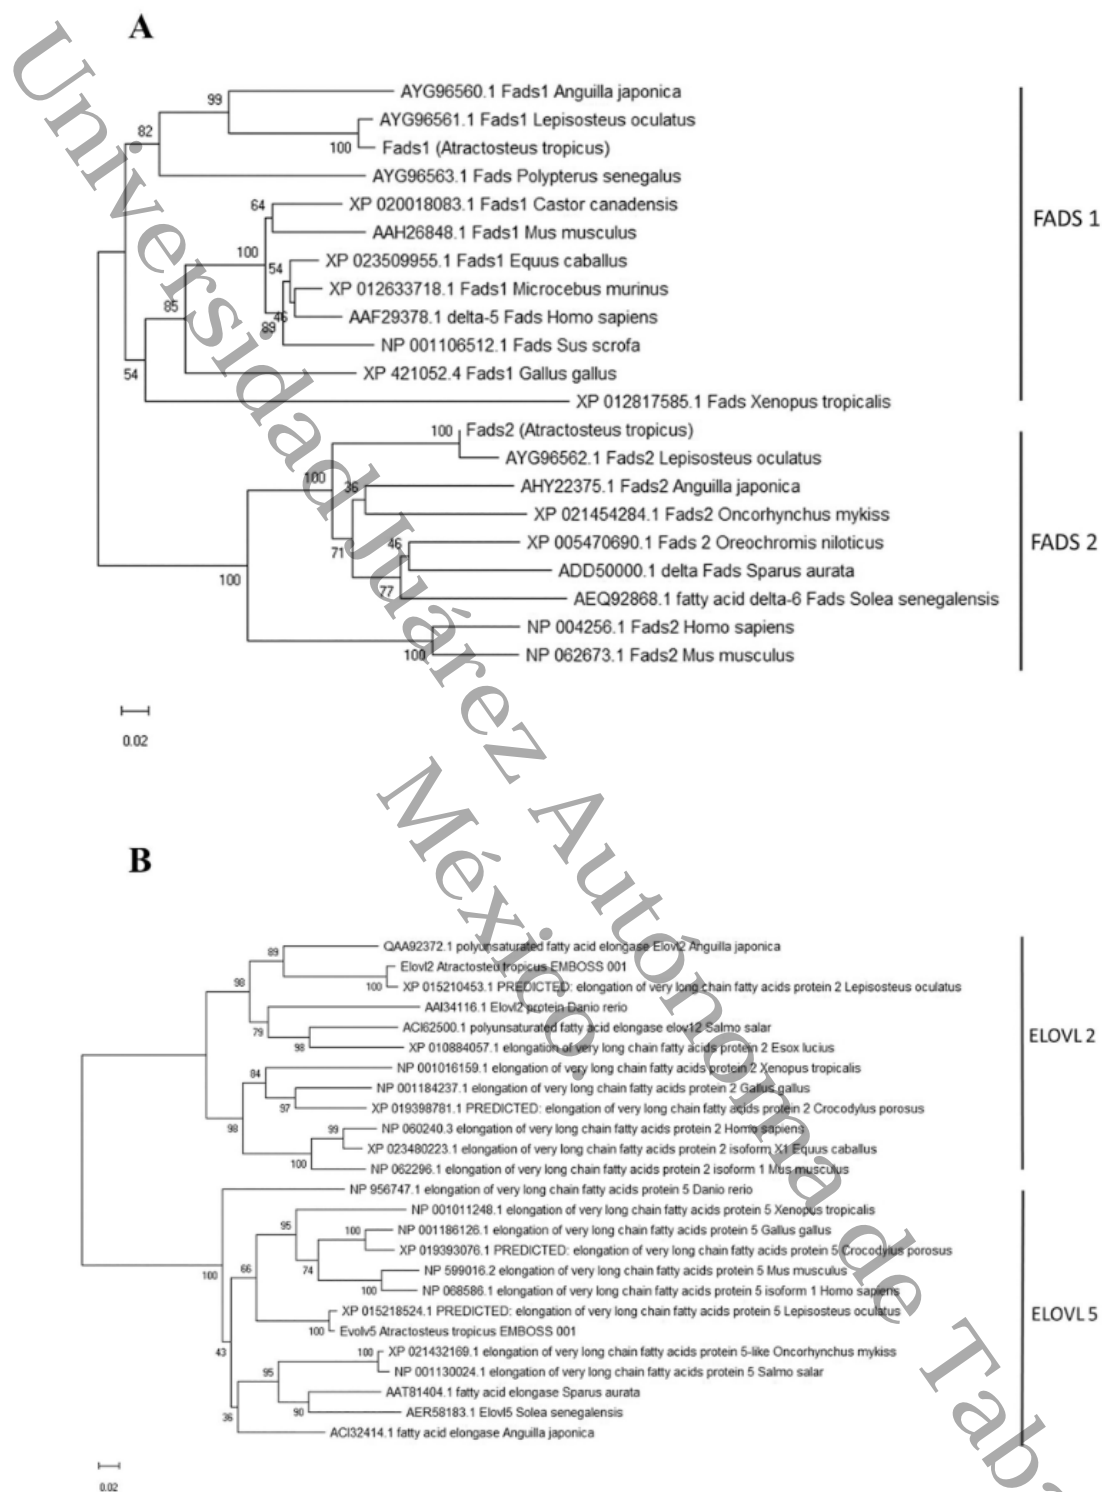 A
99
AYG96560.1 Fads1 Anguilla japonica
AYG96561.1 Fads1 Lepisosteus oculatus
82
100
Fads1 (Atractosteus tropicus)
AYG96563.1 Fads Polypterus senegalus
64
XP 020018083.1 Fads1 Castor canadensis
AAH26848.1 Fads1 Mus musculus
FADS 1
100
54
XP 023509955.1 Fads1 Equus caballus
XP 012633718.1 Fads1 Microcebus murinus
85
46
89
AAF29378.1 delta-5 Fads Homo sapiens
NP 001106512.1 Fads Sus scrofa
54
XP 421052.4 Fads1 Gallus gallus
XP 012817585.1 Fads Xenopus tropicalis
100
Fads2 (Atractosteus tropicus)
AYG96562.1 Fads2 Lepisosteus oculatus
100
36
AHY22375.1 Fads2 Anguilla japonica
XP 021454284.1 Fads2 Oncorhynchus mykiss
46
XP 005470690.1 Fads 2 Oreochromis niloticus
FADS 2
71
ADD50000.1 delta Fads Sparus aurata
100
77
AEQ92868.1 fatty acid delta-6 Fads Solea senegalensis
NP 004256.1 Fads2 Homo sapiens
100
NP 062673.1 Fads2 Mus musculus
0.02
B
89
QAA92372.1 polyunsaturated fatty acid elongase Elovl2 Anguilla japonica
Elovl2 Atractosteu tropicus EMBOSS 001
98
100
XP 015210453.1 PREDICTED: elongation of very long chain fatty acids protein 2 Lepisosteus oculatus
AAI34116.1 Elovl2 protein Danio rerio
79
ACI62500.1 polyunsaturated fatty acid elongase elovl2 Salmo salar
98
XP 010884057.1 elongation of very long chain fatty acids protein 2 Esox lucius
ELOVL 2
84
NP 001016159.1 elongation of very long chain fatty acids protein 2 Xenopus tropicalis
NP 001184237.1 elongation of very long chain fatty acids protein 2 Gallus gallus
97
XP 019398781.1 PREDICTED: elongation of very long chain fatty acids protein 2 Crocodylus porosus
98
99
NP 060240.3 elongation of very long chain fatty acids protein 2 Homo sapiens
XP 023480223.1 elongation of very long chain fatty acids protein 2 isoform X1 Equus caballus
100
NP 062296.1 elongation of very long chain fatty acids protein 2 isoform 1 Mus musculus
NP 956747.1 elongation of very long chain fatty acids protein 5 Danio rerio
NP 001011248.1 elongation of very long chain fatty acids protein 5 Xenopus tropicalis
95
100
NP 001186126.1 elongation of very long chain fatty acids protein 5 Gallus gallus
XP 019393076.1 PREDICTED: elongation of very long chain fatty acids protein 5 Crocodylus porosus
100
66
74
NP 599016.2 elongation of very long chain fatty acids protein 5 Mus musculus
100
NP 068586.1 elongation of very long chain fatty acids protein 5 isoform 1 Homo sapiens
XP 015218524.1 PREDICTED: elongation of very long chain fatty acids protein 5 Lepisosteus oculatus
ELOVL 5
100
Evolv5 Atractosteus tropicus EMBOSS 001
43
100
XP 021432169.1 elongation of very long chain fatty acids protein 5-like Oncorhynchus mykiss
95
NP 001130024.1 elongation of very long chain fatty acids protein 5 Salmo salar
AAT81404.1 fatty acid elongase Sparus aurata
36
90
AER58183.1 Elovl5 Solea senegalensis
ACI32414.1 fatty acid elongase Anguilla japonica
0.02
Universidad Juárez Autónoma de Taba
México.